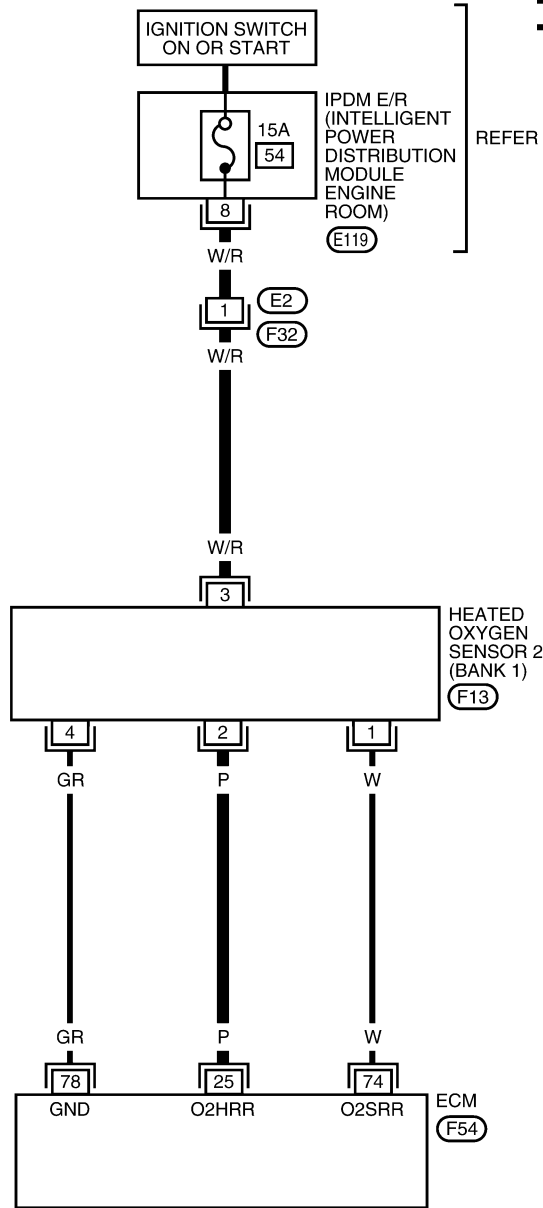 IGNITION SWITCH
ON OR START
IPDM E/R
(INTELLIGENT
POWER
DISTRIBUTION
MODULE
ENGINE
ROOM)
15A
54
REFER
8
E119
W/R
1
E2
F32
W/R
W/R
3
HEATED
OXYGEN
SENSOR 2
(BANK 1)
F13
4 2 1
GR P W
GR P W
78 25 74
GND O2HRR O2SRR
ECM
F54